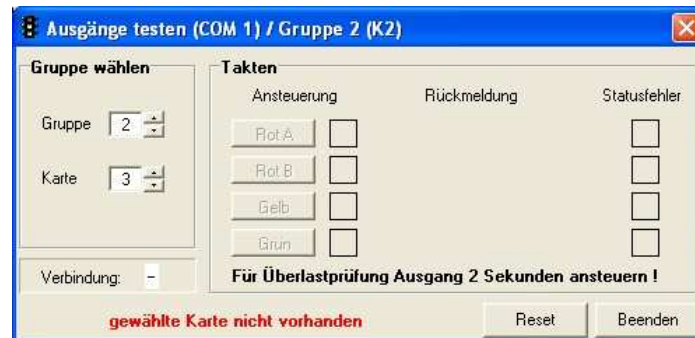 Ausgänge testen (COM 1) / Gruppe 2 (K2)
Gruppe wählen
Gruppe 2
Karte 3
Verbindung: -
Takten
Ansteuerung Rückmeldung Statusfehler
Rot A
Rot B
Gelb
Grün
Für Überlastprüfung Ausgang 2 Sekunden ansteuern !
gewählte Karte nicht vorhanden
Reset Beenden